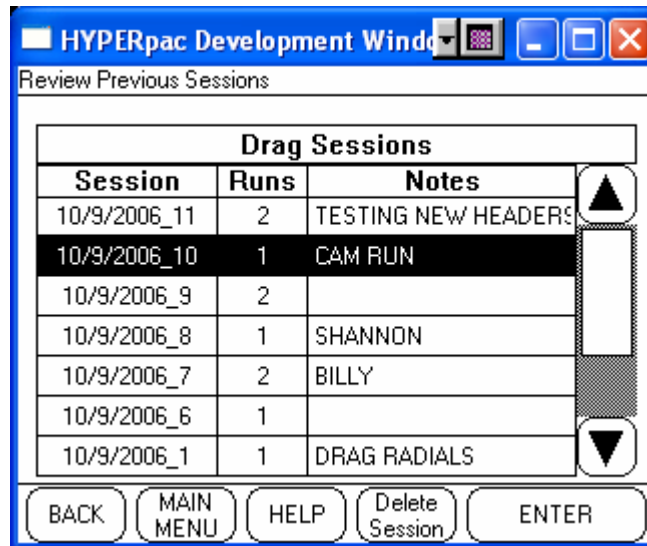 HYPERpac Development Windo
Review Previous Sessions
Drag Sessions
Session Runs Notes
10/9/2006_11 2 TESTING NEW HEADERS
10/9/2006_10 1 CAM RUN
10/9/2006_9 2
10/9/2006_8 1 SHANNON
10/9/2006_7 2 BILLY
10/9/2006_6 1
10/9/2006_1 1 DRAG RADIALS
BACK MAIN MENU HELP Delete Session ENTER